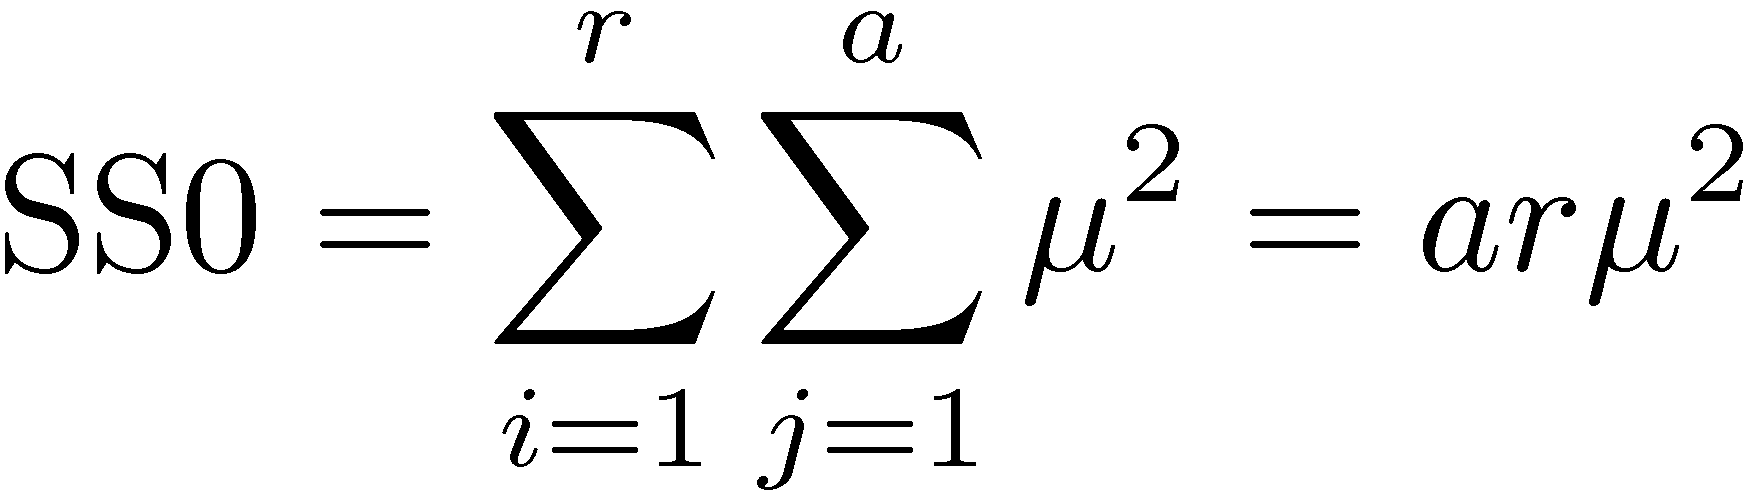 SS0 = \sum_{i=1}^{r} \sum_{j=1}^{a} \mu^2 = ar\mu^2